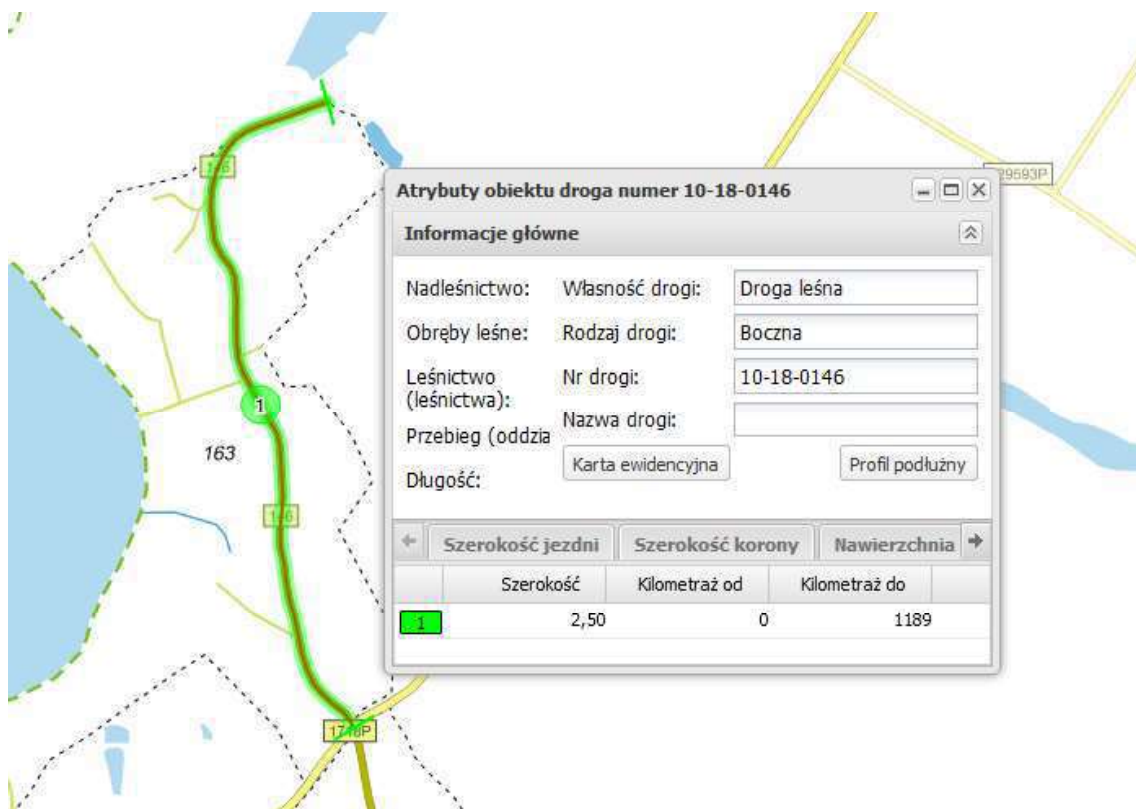 146
29593P
Atrybuty obiektu droga numer 10-18-0146
Informacje główne
Nadleśnictwo: Własność drogi: Droga leśna
Obręby leśne: Rodzaj drogi: Boczna
Leśnictwo (leśnictwa): Nr drogi: 10-18-0146
Przebieg (oddzia Nazwa drogi:
Długość: Karta ewidencyjna Profil podłużny
Szerokość jezdni Szerokość korony Nawierzchnia
Szerokość Kilometraż od Kilometraż do
1 2,50 0 1189
1
163
146